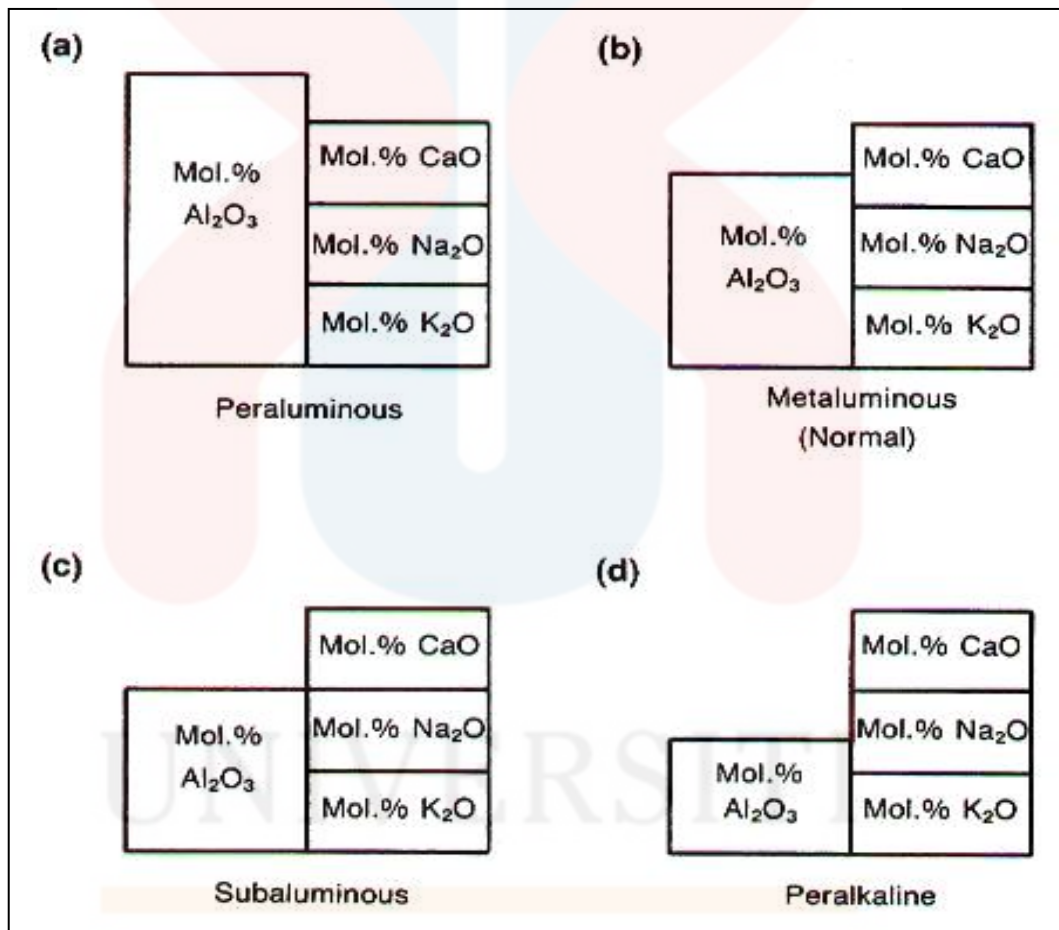 (a)
Mol.%
Al₂O₃
Mol.% CaO
Mol.% Na₂O
Mol.% K₂O
Peraluminous
(b)
Mol.%
Al₂O₃
Mol.% CaO
Mol.% Na₂O
Mol.% K₂O
Metaluminous
(Normal)
(c)
Mol.%
Al₂O₃
Mol.% CaO
Mol.% Na₂O
Mol.% K₂O
Subaluminous
(d)
Mol.%
Al₂O₃
Mol.% CaO
Mol.% Na₂O
Mol.% K₂O
Peralkaline
UNIVERSITI